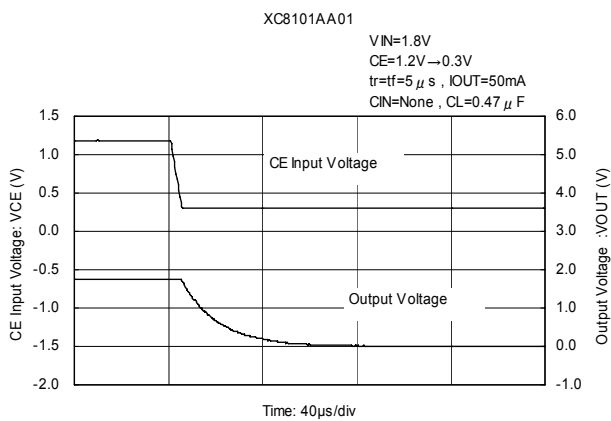 XC8101AA01
VIN=1.8V
CE=1.2V→0.3V
tr=tf=5μs , IOUT=50mA
CIN=None , CL=0.47μF
CE Input Voltage: VCE (V)
1.5
1.0
0.5
0.0
-0.5
-1.0
-1.5
-2.0
CE Input Voltage
Output Voltage
6.0
5.0
4.0
3.0
2.0
1.0
0.0
-1.0
Output Voltage :VOUT (V)
Time: 40μs/div